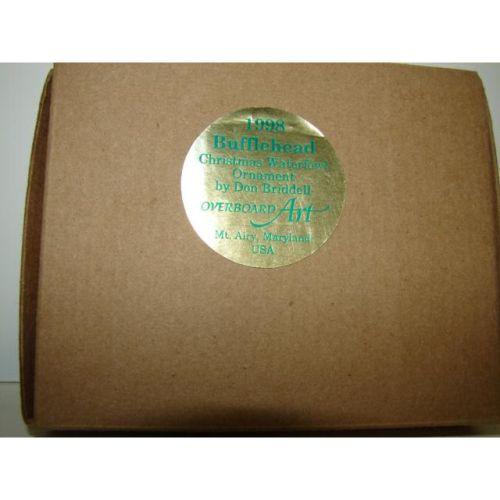 1998
Bufflehead
Christmas Waterfowl
Ornament
by Don Briddell
OVERBOARD Art
Mt. Airy, Maryland
USA